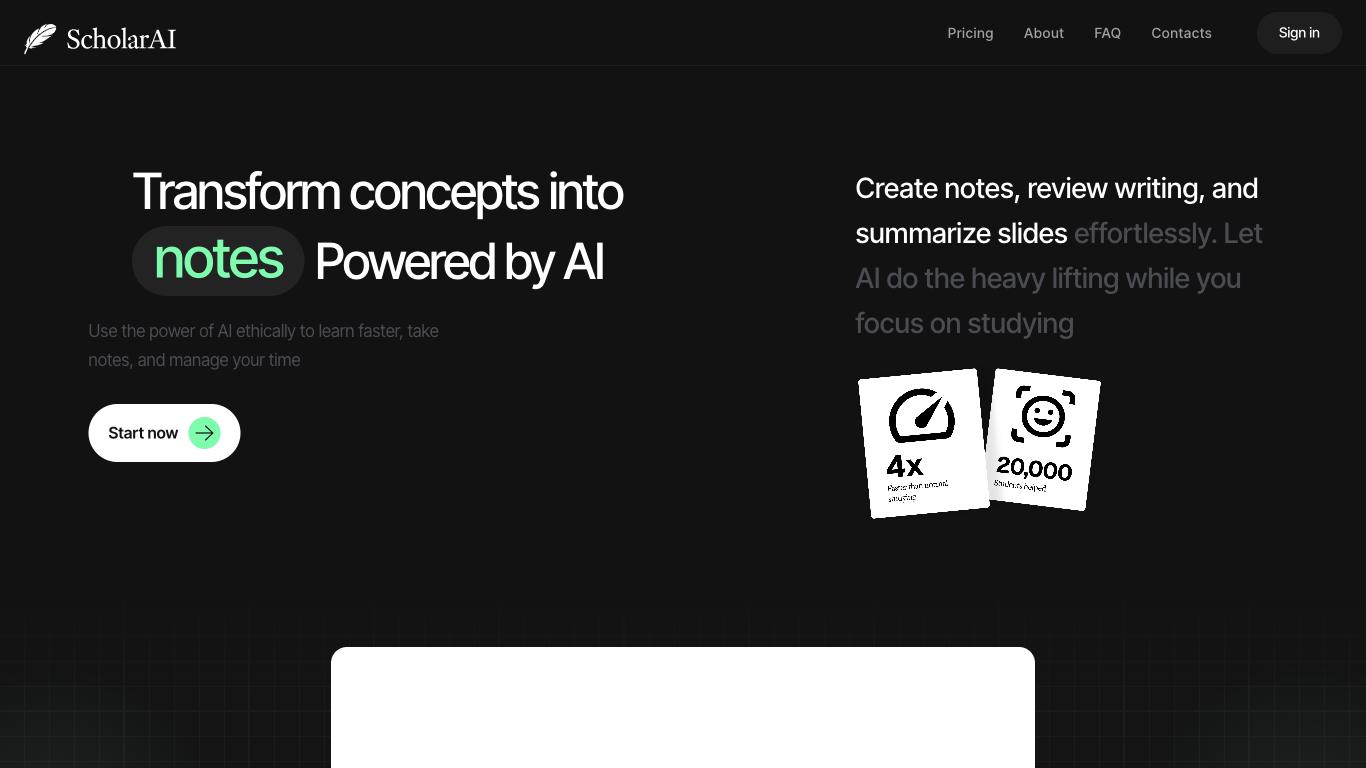 ScholarAI
Pricing
About
FAQ
Contacts
Sign in
Transform concepts into
notes Powered by AI
Use the power of AI ethically to learn faster, take
notes, and manage your time
Start now
Create notes, review writing, and
summarize slides effortlessly. Let
AI do the heavy lifting while you
focus on studying
4x
Faster than normal
studying
20,000
Students helped